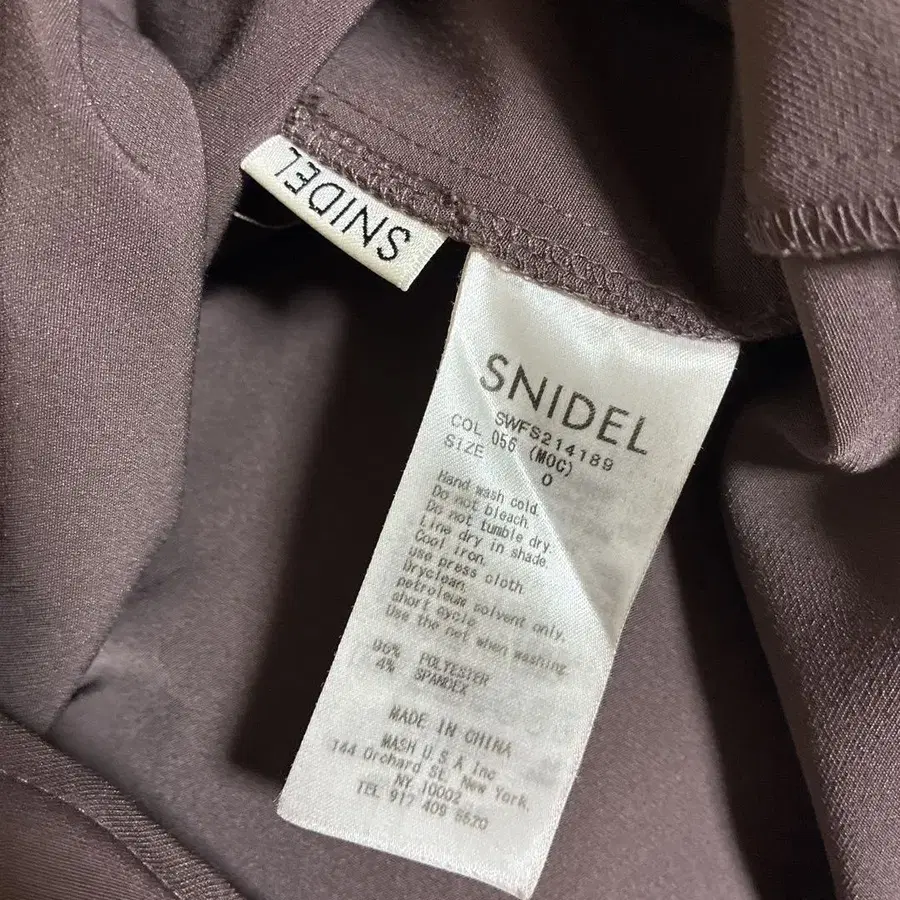 SNIDEL
SNIDEL
SWFS214189
COL 056 (MOC)
SIZE 0
Hand wash cold.
Do not bleach.
Do not tumble dry.
Line dry in shade.
Cool iron.
use press cloth.
Dryclean.
petroleum solvent only.
short cycle
Use the net when washing
96% POLYESTER
4% SPANDEX
MADE IN CHINA
MASH U.S.A Inc
144 Orchard St. New York.
NY. 10002
TEL 917 409 8620